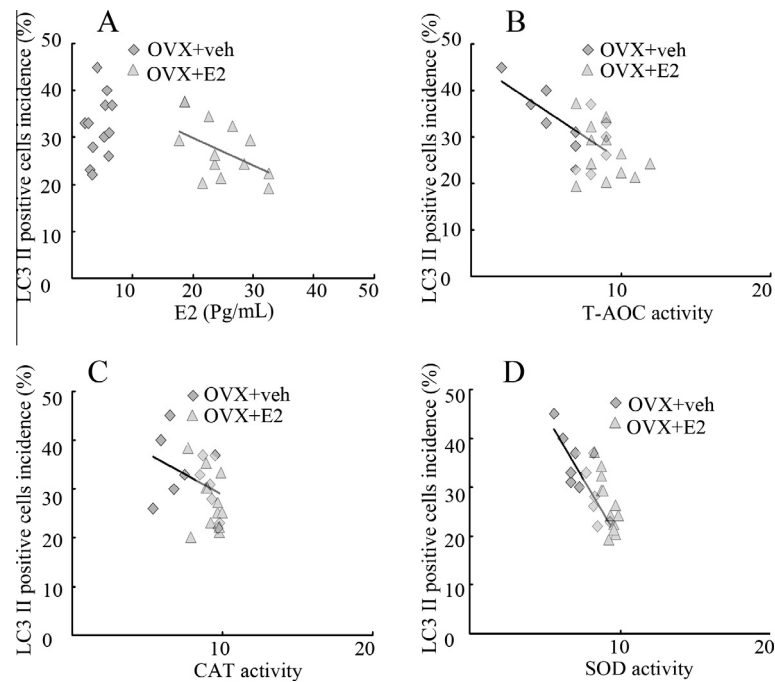 A
LC3 II positive cells incidence (%)
50
40
30
20
10
0
OVX+veh
OVX+E2
10 20 30 40 50
E2 (Pg/mL)
B
LC3 II positive cells incidence (%)
50
40
30
20
10
0
OVX+veh
OVX+E2
10 20
T-AOC activity
C
LC3 II positive cells incidence (%)
50
40
30
20
10
0
OVX+veh
OVX+E2
10 20
CAT activity
D
LC3 II positive cells incidence (%)
50
40
30
20
10
0
OVX+veh
OVX+E2
10 20
SOD activity